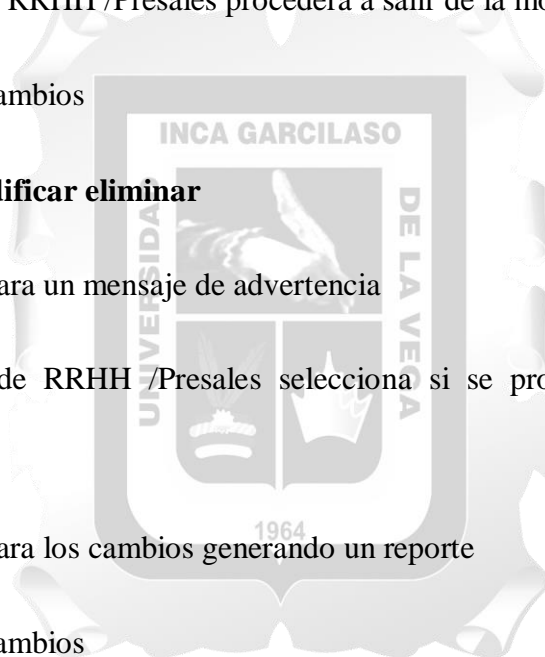 RRHH /Presales procederá a salir de la mo
ambios
INCA GARCILASO
dificar eliminar
UNIVERSIDAD
DE LA VEGA
ara un mensaje de advertencia
de RRHH /Presales selecciona si se pro
1964
ara los cambios generando un reporte
ambios